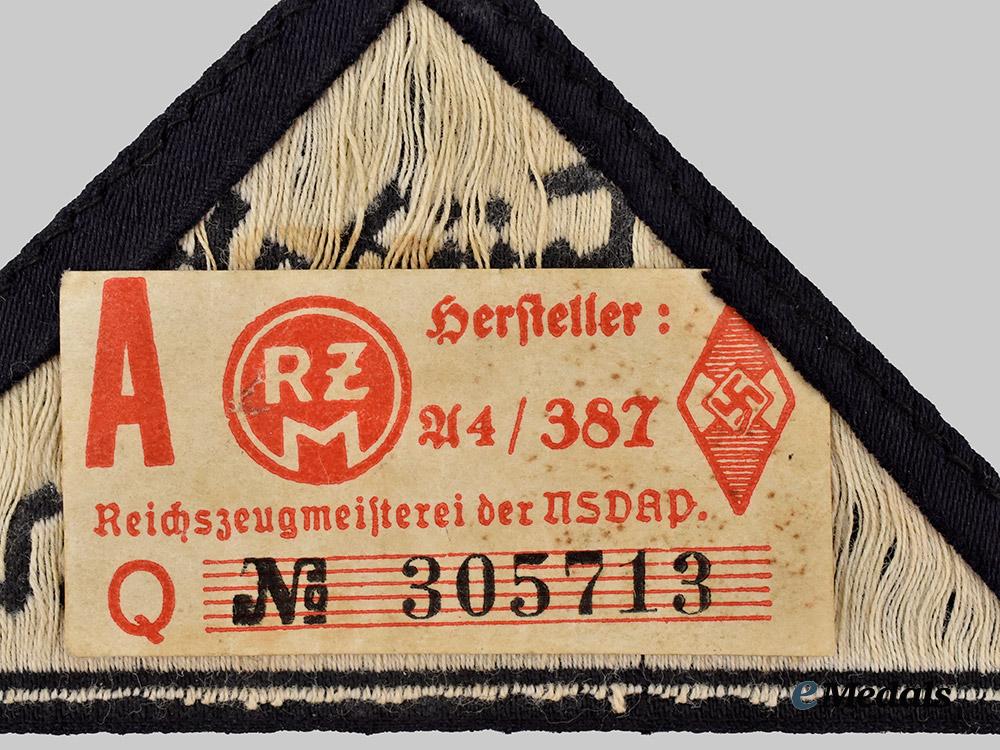 A RZM Hersteller :
A4 / 387
Reichszeugmeisterei der NSDAP.
Q № 305713
eMedals